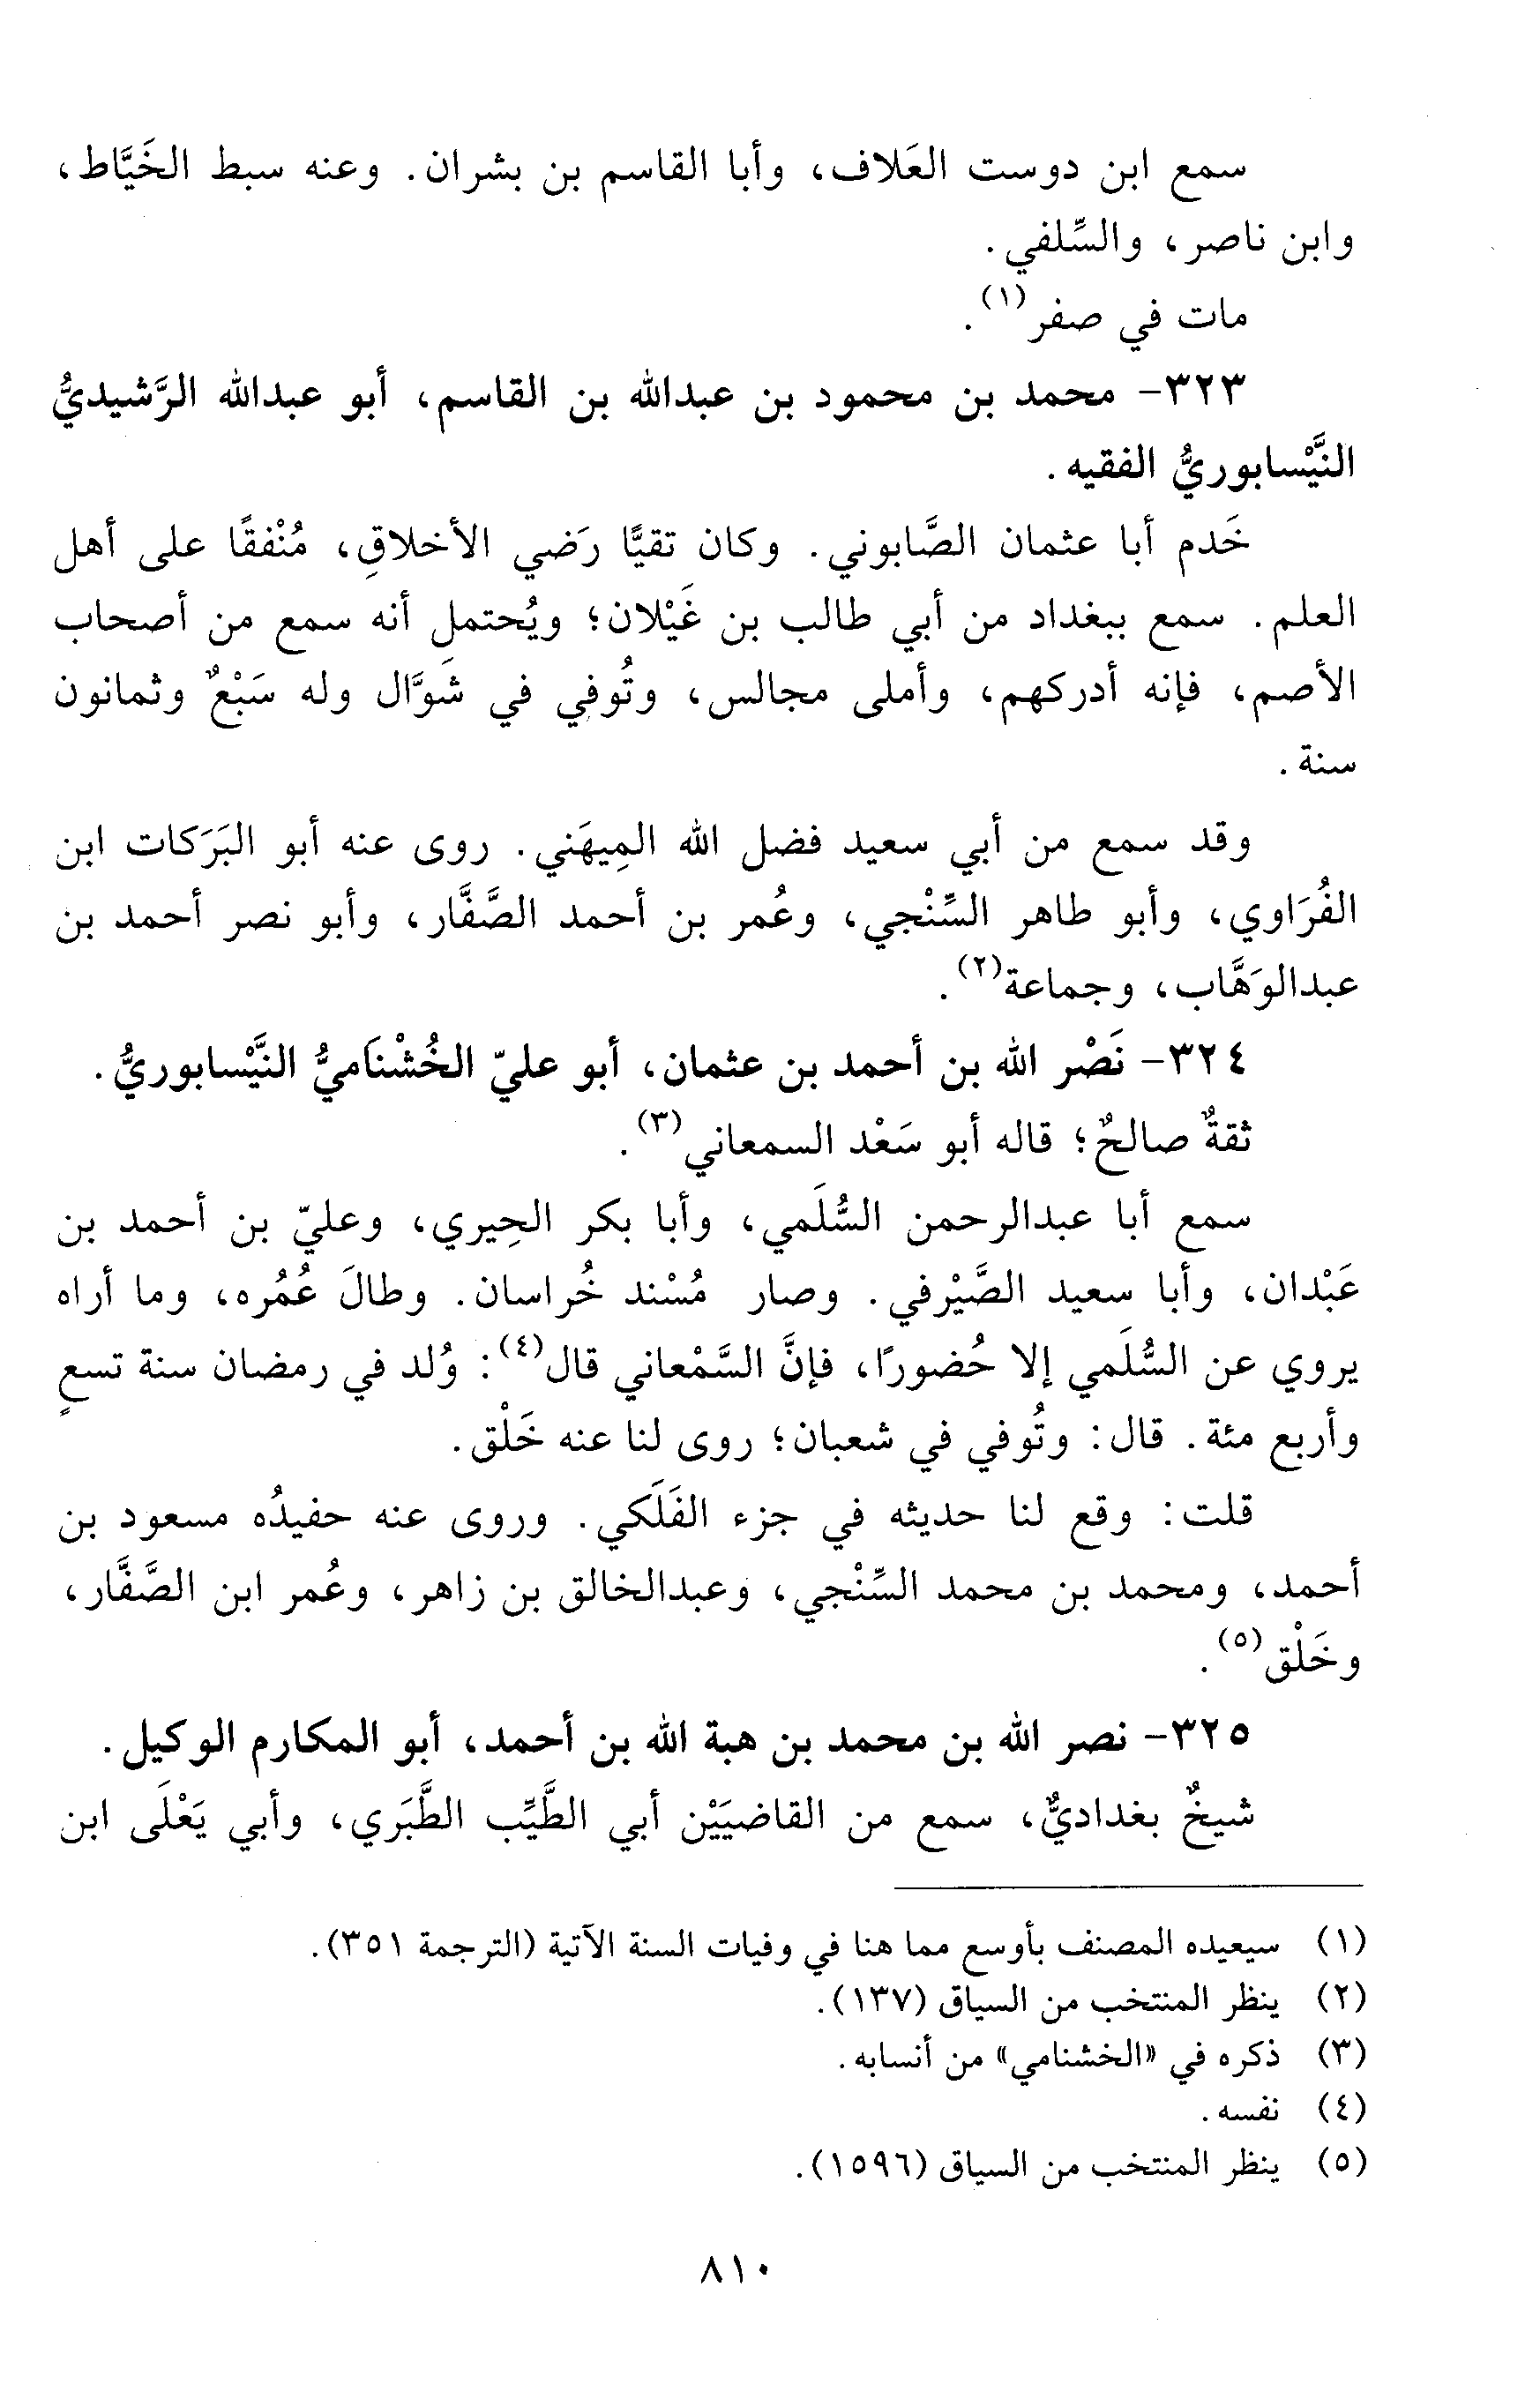 سمع ابن دوست العَلاف، وأبا القاسم بن بشران. وعنه سبط الخَيَّاط،
وابن ناصر، والسِّلفي.
مات في صفر(١).
٣٢٣- محمد بن محمود بن عبدالله بن القاسم، أبو عبدالله الرَّشيديُّ
النَّيْسابوريُّ الفقيه.
خَدم أبا عثمان الصَّابوني. وكان تقيًّا رَضي الأخلاقِ، مُنْفقًا على أهل
العلم. سمع ببغداد من أبي طالب بن غَيْلان؛ ويُحتمل أنه سمع من أصحاب
الأصم، فإنه أدركهم، وأملى مجالس، وتُوفي في شَوَّال وله سَبْعٌ وثمانون
سنة.
وقد سمع من أبي سعيد فضل الله المِيهَني. روى عنه أبو البَرَكات ابن
الفُرَاوي، وأبو طاهر السِّنْجي، وعُمر بن أحمد الصَّفَّار، وأبو نصر أحمد بن
عبدالوَهَّاب، وجماعة(٢).
٣٢٤- نَصْر الله بن أحمد بن عثمان، أبو عليّ الخُشْنَاميُّ النَّيْسابوريُّ.
ثقةٌ صالحٌ؛ قاله أبو سَعْد السمعاني(٣).
سمع أبا عبدالرحمن السُّلَمي، وأبا بكر الحِيري، وعليّ بن أحمد بن
عَبْدان، وأبا سعيد الصَّيْرفي. وصار مُسْند خُراسان. وطالَ عُمُره، وما أراه
يروي عن السُّلَمي إلا حُضورًا، فإنَّ السَّمْعاني قال(٤): وُلد في رمضان سنة تسعٍ
وأربع مئة. قال: وتُوفي في شعبان؛ روى لنا عنه خَلْق.
قلت: وقع لنا حديثه في جزء الفَلَكي. وروى عنه حفيدُه مسعود بن
أحمد، ومحمد بن محمد السِّنْجي، وعبدالخالق بن زاهر، وعُمر ابن الصَّفَّار،
وخَلْق(٥).
٣٢٥- نصر الله بن محمد بن هبة الله بن أحمد، أبو المكارم الوكيل.
شيخٌ بغداديٌّ، سمع من القاضيَيْن أبي الطَّيِّب الطَّبَري، وأبي يَعْلَى ابن
(١) سيعيده المصنف بأوسع مما هنا في وفيات السنة الآتية (الترجمة ٣٥١).
(٢) ينظر المنتخب من السياق (١٣٧).
(٣) ذكره في «الخشنامي» من أنسابه.
(٤) نفسه.
(٥) ينظر المنتخب من السياق (١٥٩٦).
٨١٠